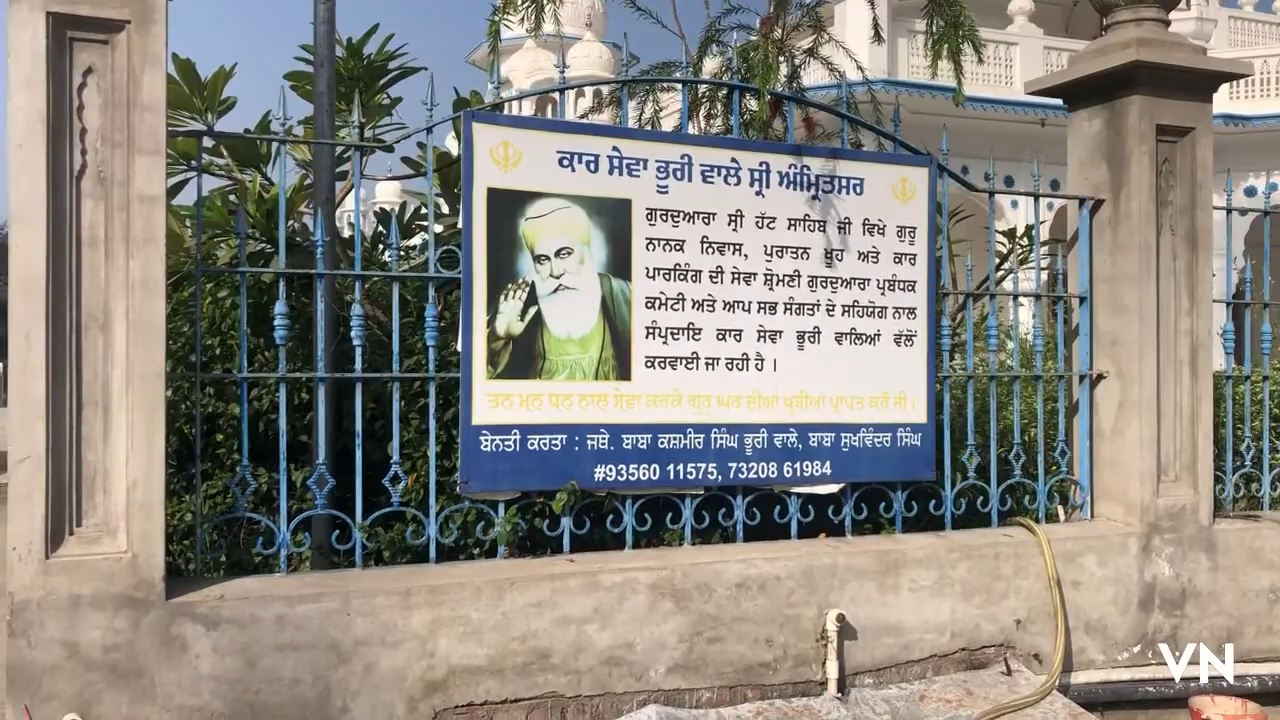 ਕਾਰ ਸੇਵਾ ਭੂਰੀ ਵਾਲੇ ਸ੍ਰੀ ਅੰਮ੍ਰਿਤਸਰ
ਗੁਰਦੁਆਰਾ ਸ੍ਰੀ ਹੱਟ ਸਾਹਿਬ ਜੀ ਵਿਖੇ ਗੁਰੂ
ਨਾਨਕ ਨਿਵਾਸ, ਪੁਰਾਤਨ ਖੂਹ ਅਤੇ ਕਾਰ
ਪਾਰਕਿੰਗ ਦੀ ਸੇਵਾ ਸ਼੍ਰੋਮਣੀ ਗੁਰਦੁਆਰਾ ਪ੍ਰਬੰਧਕ
ਕਮੇਟੀ ਅਤੇ ਆਪ ਸਭ ਸੰਗਤਾਂ ਦੇ ਸਹਿਯੋਗ ਨਾਲ
ਸੰਪ੍ਰਦਾਇ ਕਾਰ ਸੇਵਾ ਭੂਰੀ ਵਾਲਿਆਂ ਵੱਲੋਂ
ਕਰਵਾਈ ਜਾ ਰਹੀ ਹੈ ।
ਤਨ ਮਨ ਧਨ ਨਾਲ ਸੇਵਾ ਕਰਕੇ ਗੁਰੂ ਘਰ ਦੀਆਂ ਖੁਸ਼ੀਆਂ ਪ੍ਰਾਪਤ ਕਰੋ ਜੀ ।
ਬੇਨਤੀ ਕਰਤਾ : ਜਥੇ. ਬਾਬਾ ਕਸ਼ਮੀਰ ਸਿੰਘ ਭੂਰੀ ਵਾਲੇ, ਬਾਬਾ ਸੁਖਵਿੰਦਰ ਸਿੰਘ
#93560 11575, 73208 61984
VN